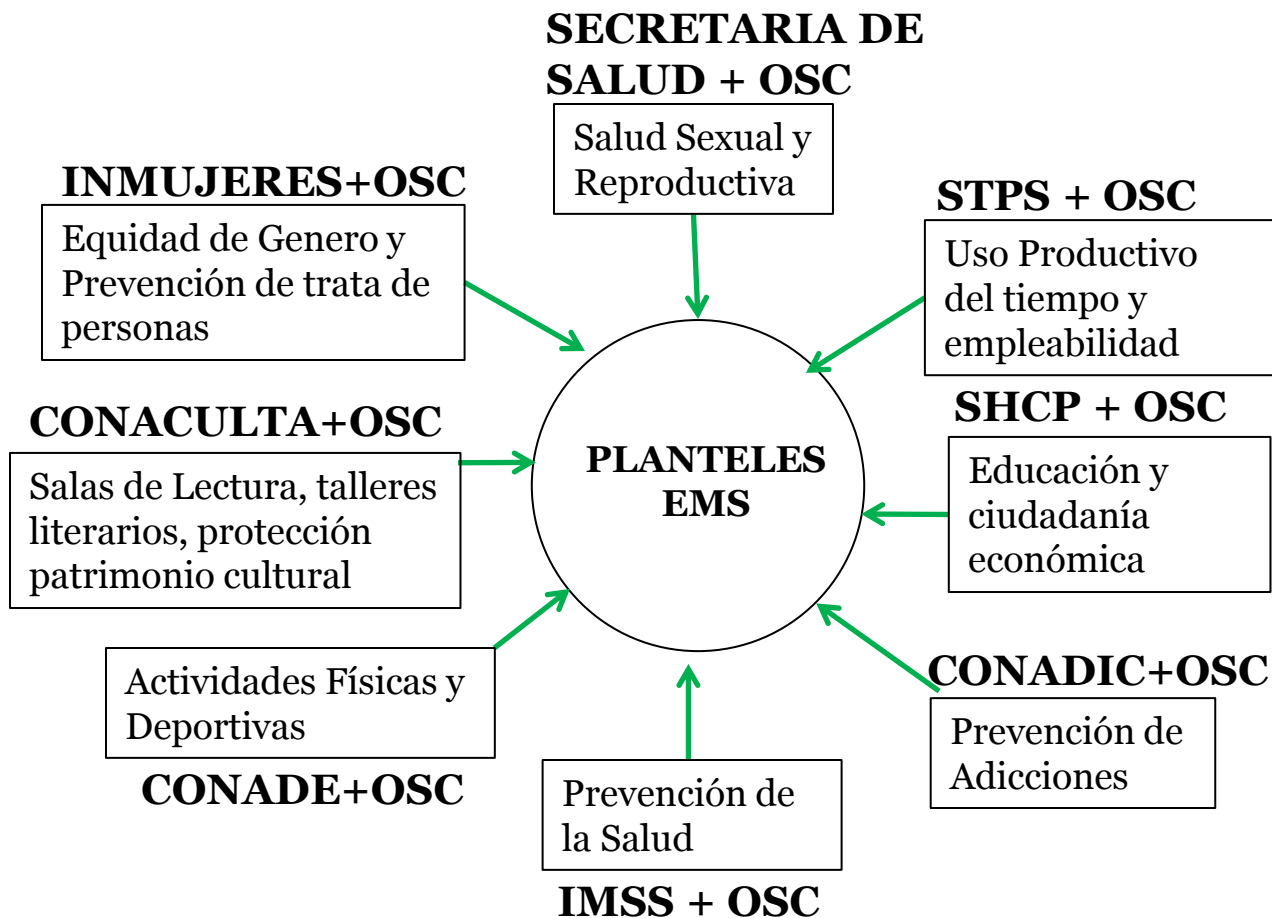 SECRETARIA DE
SALUD + OSC
Salud Sexual y
Reproductiva
INMUJERES+OSC
Equidad de Genero y
Prevención de trata de
personas
STPS + OSC
Uso Productivo
del tiempo y
empleabilidad
CONACULTA+OSC
Salas de Lectura, talleres
literarios, protección
patrimonio cultural
PLANTELES
EMS
SHCP + OSC
Educación y
ciudadanía
económica
Actividades Físicas y
Deportivas
CONADE+OSC
CONADIC+OSC
Prevención de
Adicciones
Prevención de
la Salud
IMSS + OSC